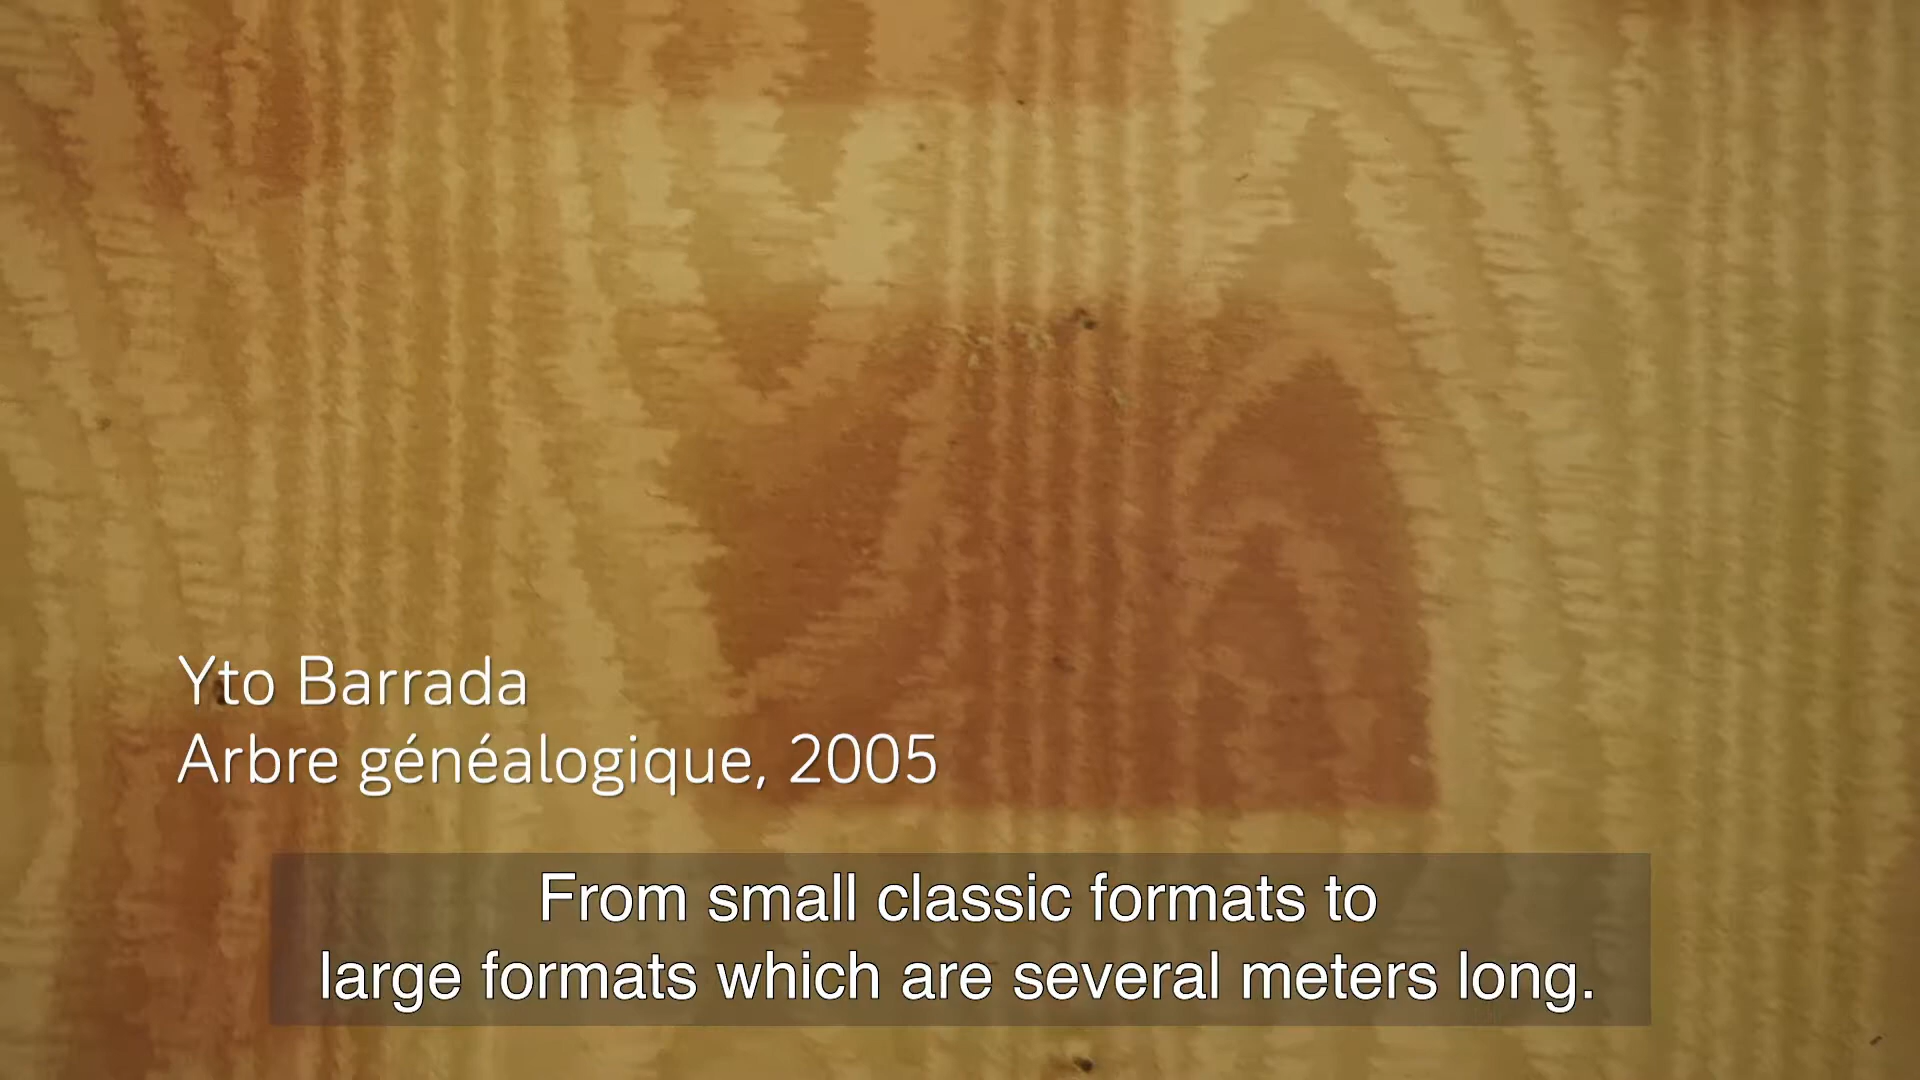 Yto Barrada
Arbre généalogique, 2005
From small classic formats to
large formats which are several meters long.